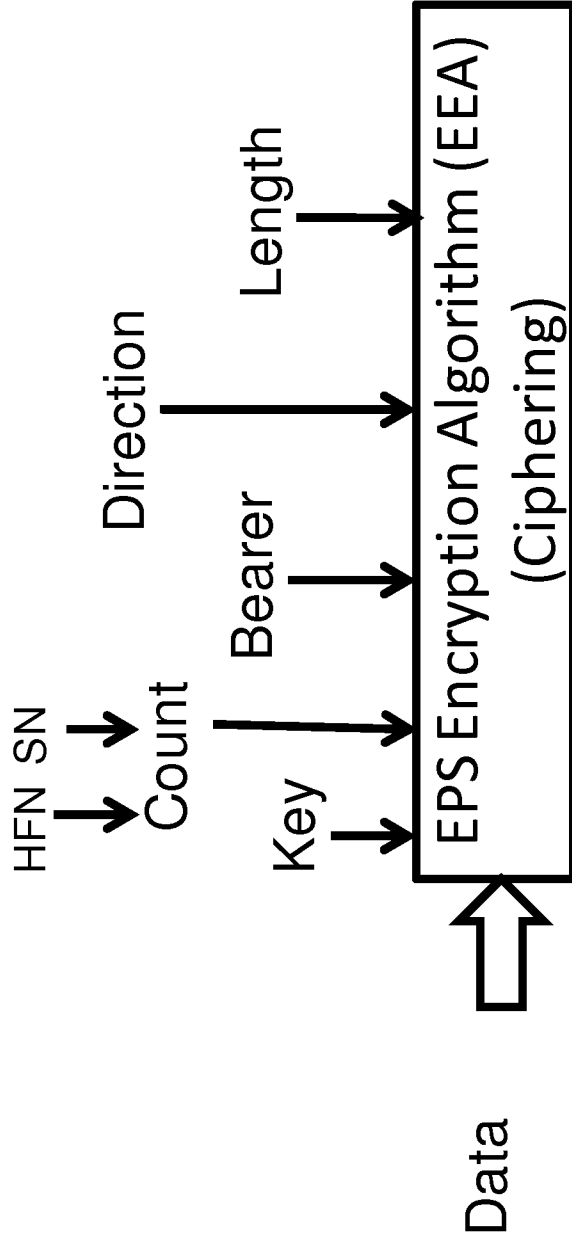 HFN SN
Count
Direction
Key
Bearer
Length
Data
EPS Encryption Algorithm (EEA)
(Ciphering)